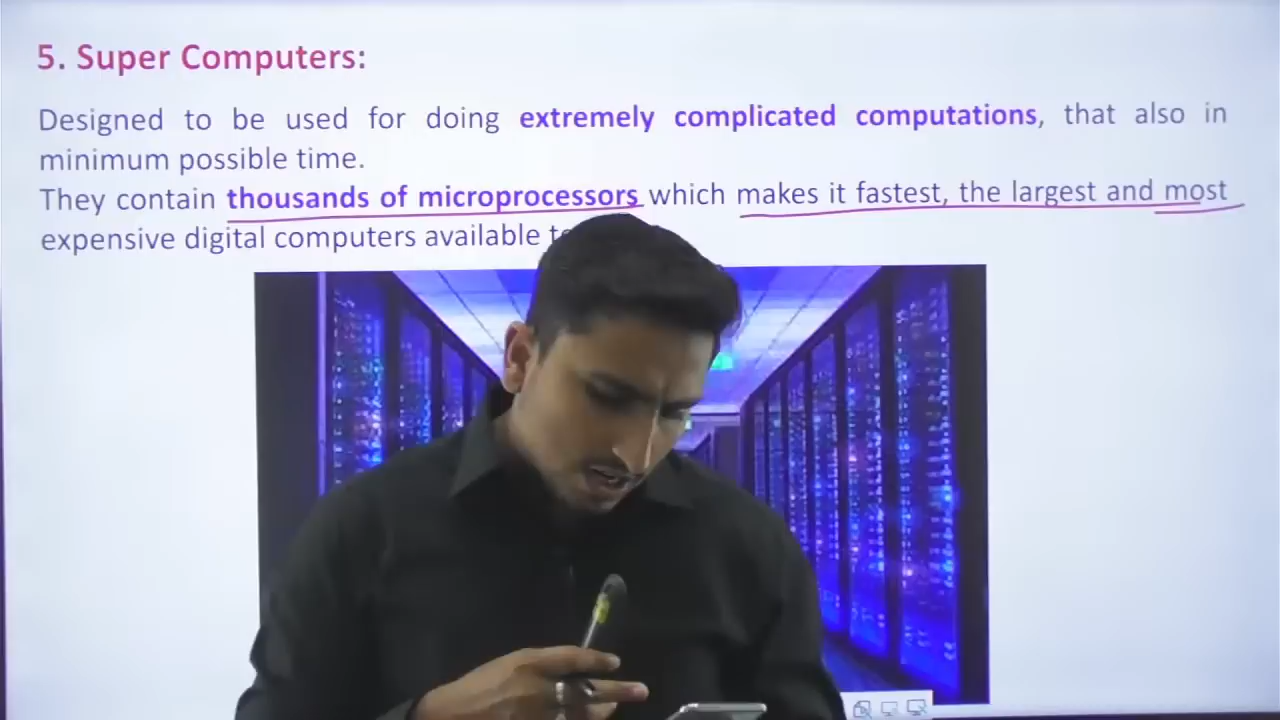 5. Super Computers:
Designed to be used for doing extremely complicated computations, that also in
minimum possible time.
They contain thousands of microprocessors which makes it fastest, the largest and most
expensive digital computers available